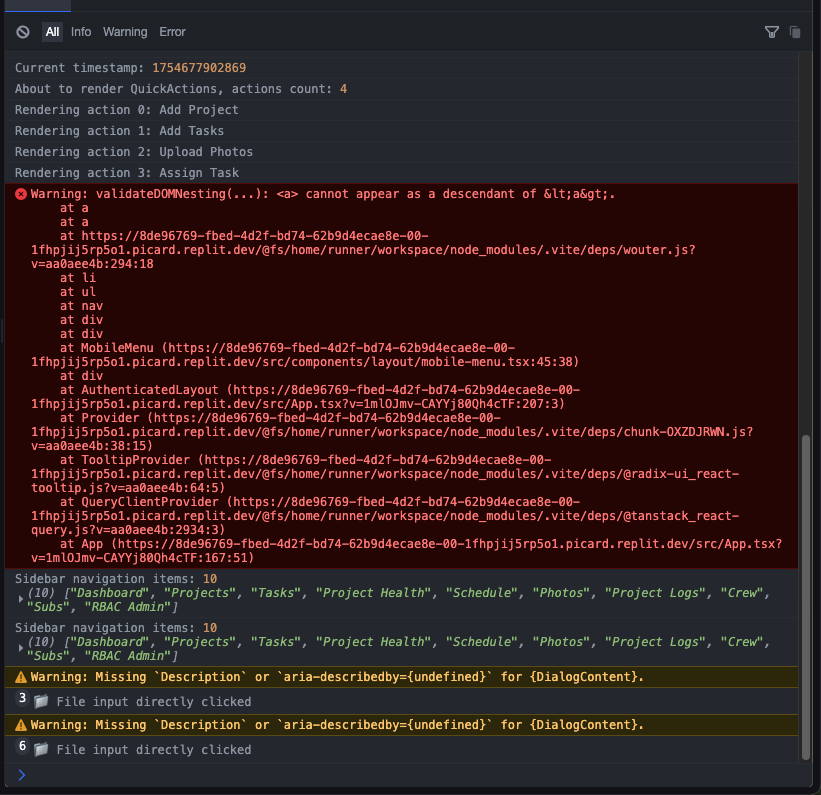 All Info Warning Error
Current timestamp: 1754677902869
About to render QuickActions, actions count: 4
Rendering action 0: Add Project
Rendering action 1: Add Tasks
Rendering action 2: Upload Photos
Rendering action 3: Assign Task
Warning: validateDOMNesting(...): <a> cannot appear as a descendant of &lt;a&gt;.
at a
at a
at https://8de96769-fbed-4d2f-bd74-62b9d4ecae8e-00-
1fhpjij5rp5o1.picard.replit.dev/@fs/home/runner/workspace/node_modules/.vite/deps/wouter.js?
v=aa0aee4b:294:18
at li
at ul
at nav
at div
at div
at MobileMenu (https://8de96769-fbed-4d2f-bd74-62b9d4ecae8e-00-
1fhpjij5rp5o1.picard.replit.dev/src/components/layout/mobile-menu.tsx:45:38)
at div
at AuthenticatedLayout (https://8de96769-fbed-4d2f-bd74-62b9d4ecae8e-00-
1fhpjij5rp5o1.picard.replit.dev/src/App.tsx?v=1mlOJmv-CAYYj80Qh4cTF:207:3)
at Provider (https://8de96769-fbed-4d2f-bd74-62b9d4ecae8e-00-
1fhpjij5rp5o1.picard.replit.dev/@fs/home/runner/workspace/node_modules/.vite/deps/chunk-OXZDJRWN.js?
v=aa0aee4b:38:15)
at TooltipProvider (https://8de96769-fbed-4d2f-bd74-62b9d4ecae8e-00-
1fhpjij5rp5o1.picard.replit.dev/@fs/home/runner/workspace/node_modules/.vite/deps/@radix-ui_react-
tooltip.js?v=aa0aee4b:64:5)
at QueryClientProvider (https://8de96769-fbed-4d2f-bd74-62b9d4ecae8e-00-
1fhpjij5rp5o1.picard.replit.dev/@fs/home/runner/workspace/node_modules/.vite/deps/@tanstack_react-
query.js?v=aa0aee4b:2934:3)
at App (https://8de96769-fbed-4d2f-bd74-62b9d4ecae8e-00-1fhpjij5rp5o1.picard.replit.dev/src/App.tsx?
v=1mlOJmv-CAYYj80Qh4cTF:167:51)
Sidebar navigation items: 10
(10) ["Dashboard", "Projects", "Tasks", "Project Health", "Schedule", "Photos", "Project Logs", "Crew",
"Subs", "RBAC Admin"]
Sidebar navigation items: 10
(10) ["Dashboard", "Projects", "Tasks", "Project Health", "Schedule", "Photos", "Project Logs", "Crew",
"Subs", "RBAC Admin"]
Warning: Missing `Description` or `aria-describedby={undefined}` for {DialogContent}.
3 📁 File input directly clicked
Warning: Missing `Description` or `aria-describedby={undefined}` for {DialogContent}.
6 📁 File input directly clicked